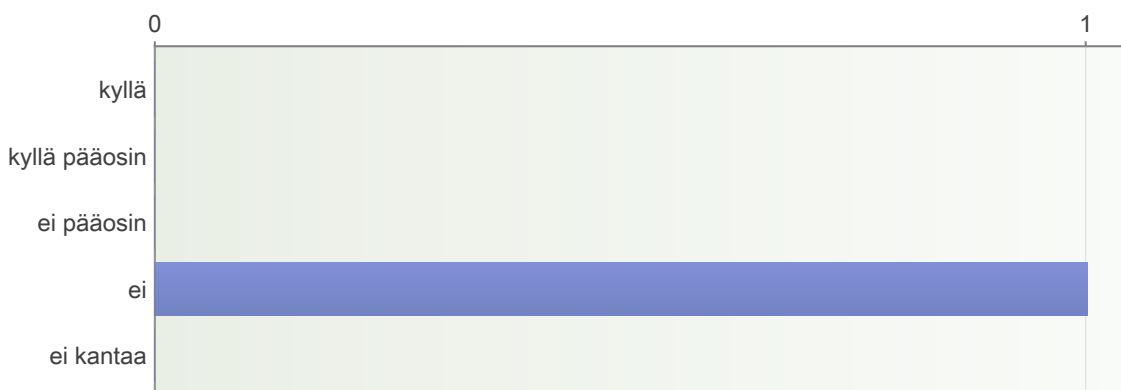 0 1
kyllä
kyllä pääosin
ei pääosin
ei
ei kantaa